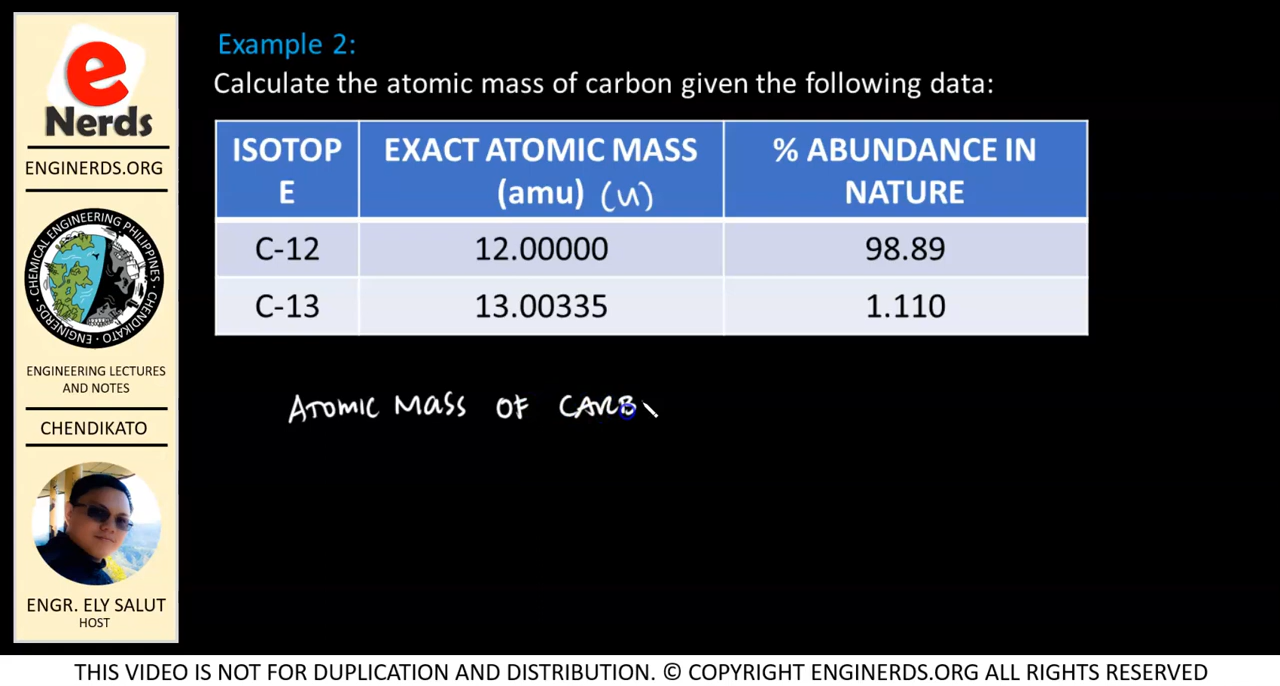 e
Nerds
ENGINERDS.ORG
CHEMICAL ENGINEERING PHILIPPINES
CHENDIKATO · ENGINERDS
ENGINEERING LECTURES
AND NOTES
CHENDIKATO
ENGR. ELY SALUT
HOST
Example 2:
Calculate the atomic mass of carbon given the following data:
ISOTOP
E
EXACT ATOMIC MASS
(amu) (u)
% ABUNDANCE IN
NATURE
C-12 12.00000 98.89
C-13 13.00335 1.110
ATOMIC MASS OF CARB
THIS VIDEO IS NOT FOR DUPLICATION AND DISTRIBUTION. © COPYRIGHT ENGINERDS.ORG ALL RIGHTS RESERVED